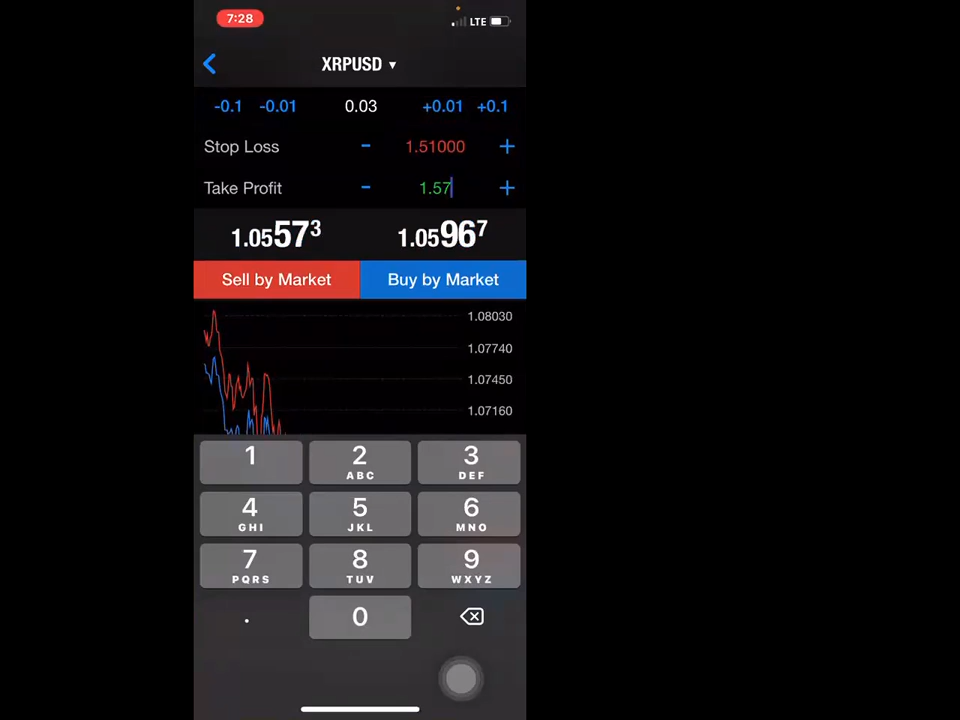 7:28
LTE
XRPUSD ▾
-0.1 -0.01 0.03 +0.01 +0.1
Stop Loss - 1.51000 +
Take Profit - 1.57 +
1.05573 1.05967
Sell by Market Buy by Market
1.08030
1.07740
1.07450
1.07160
1 2 3
ABC DEF
4 5 6
GHI JKL MNO
7 8 9
PQRS TUV WXYZ
. 0